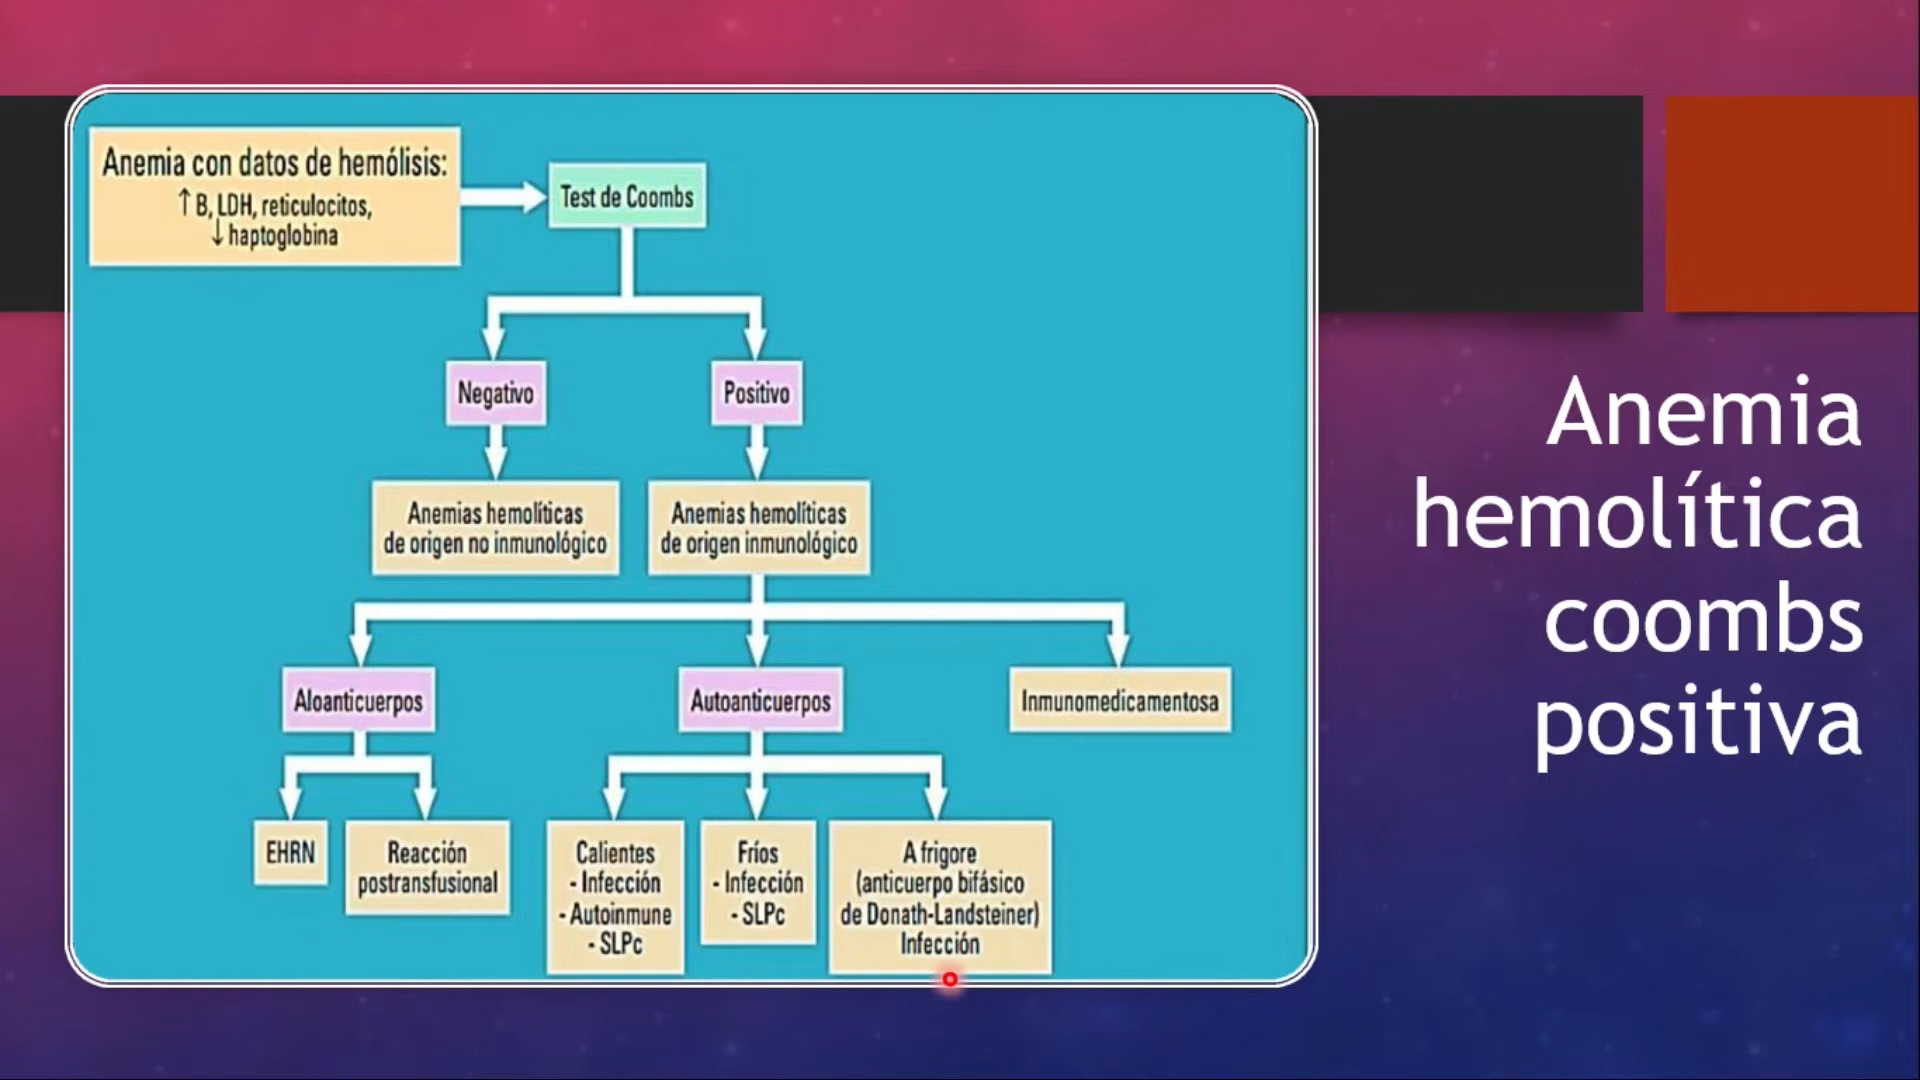 Anemia con datos de hemólisis:
↑ B, LDH, reticulocitos,
↓ haptoglobina
Test de Coombs
Negativo
Positivo
Anemias hemolíticas
de origen no inmunológico
Anemias hemolíticas
de origen inmunológico
Aloanticuerpos
Autoanticuerpos
Inmunomedicamentosa
EHRN
Reacción
postransfusional
Calientes
- Infección
- Autoinmune
- SLPc
Fríos
- Infección
- SLPc
A frigore
(anticuerpo bifásico
de Donath-Landsteiner)
Infección
Anemia
hemolítica
coombs
positiva